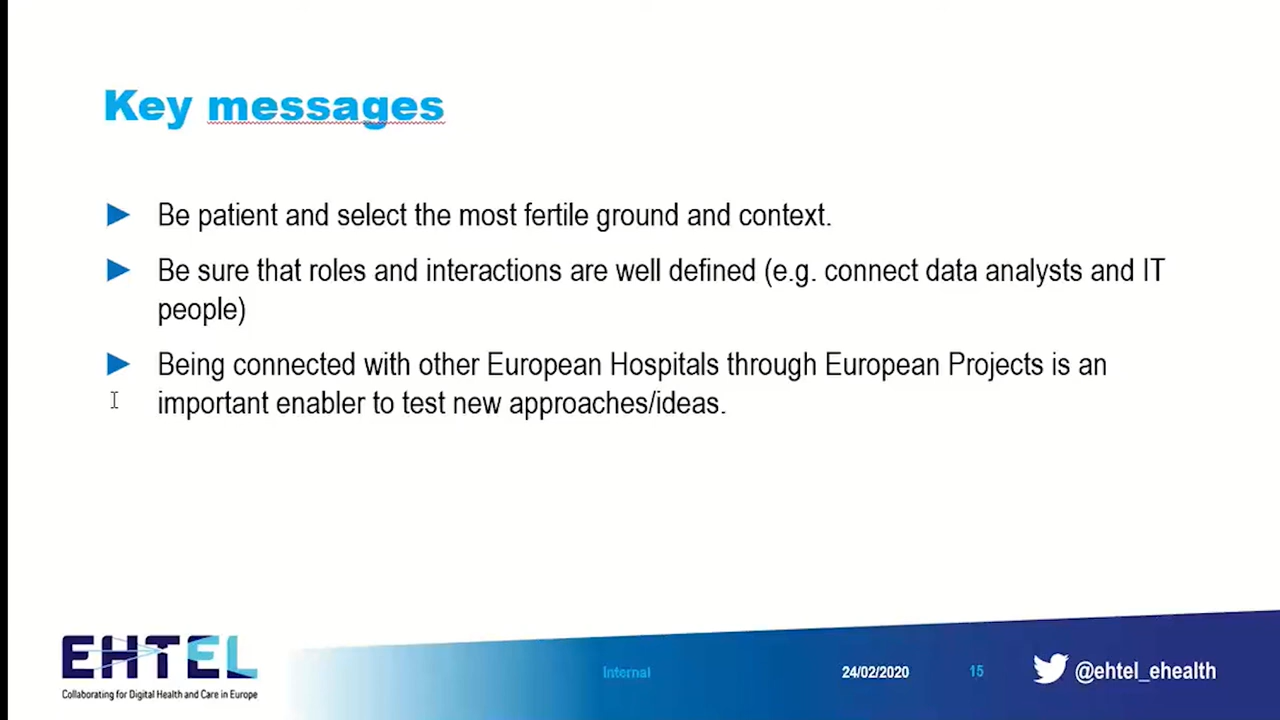 Key messages
Be patient and select the most fertile ground and context.
Be sure that roles and interactions are well defined (e.g. connect data analysts and IT
people)
Being connected with other European Hospitals through European Projects is an
important enabler to test new approaches/ideas.
EHTEL
Collaborating for Digital Health and Care in Europe
Internal
24/02/2020
15
@ehtel_ehealth